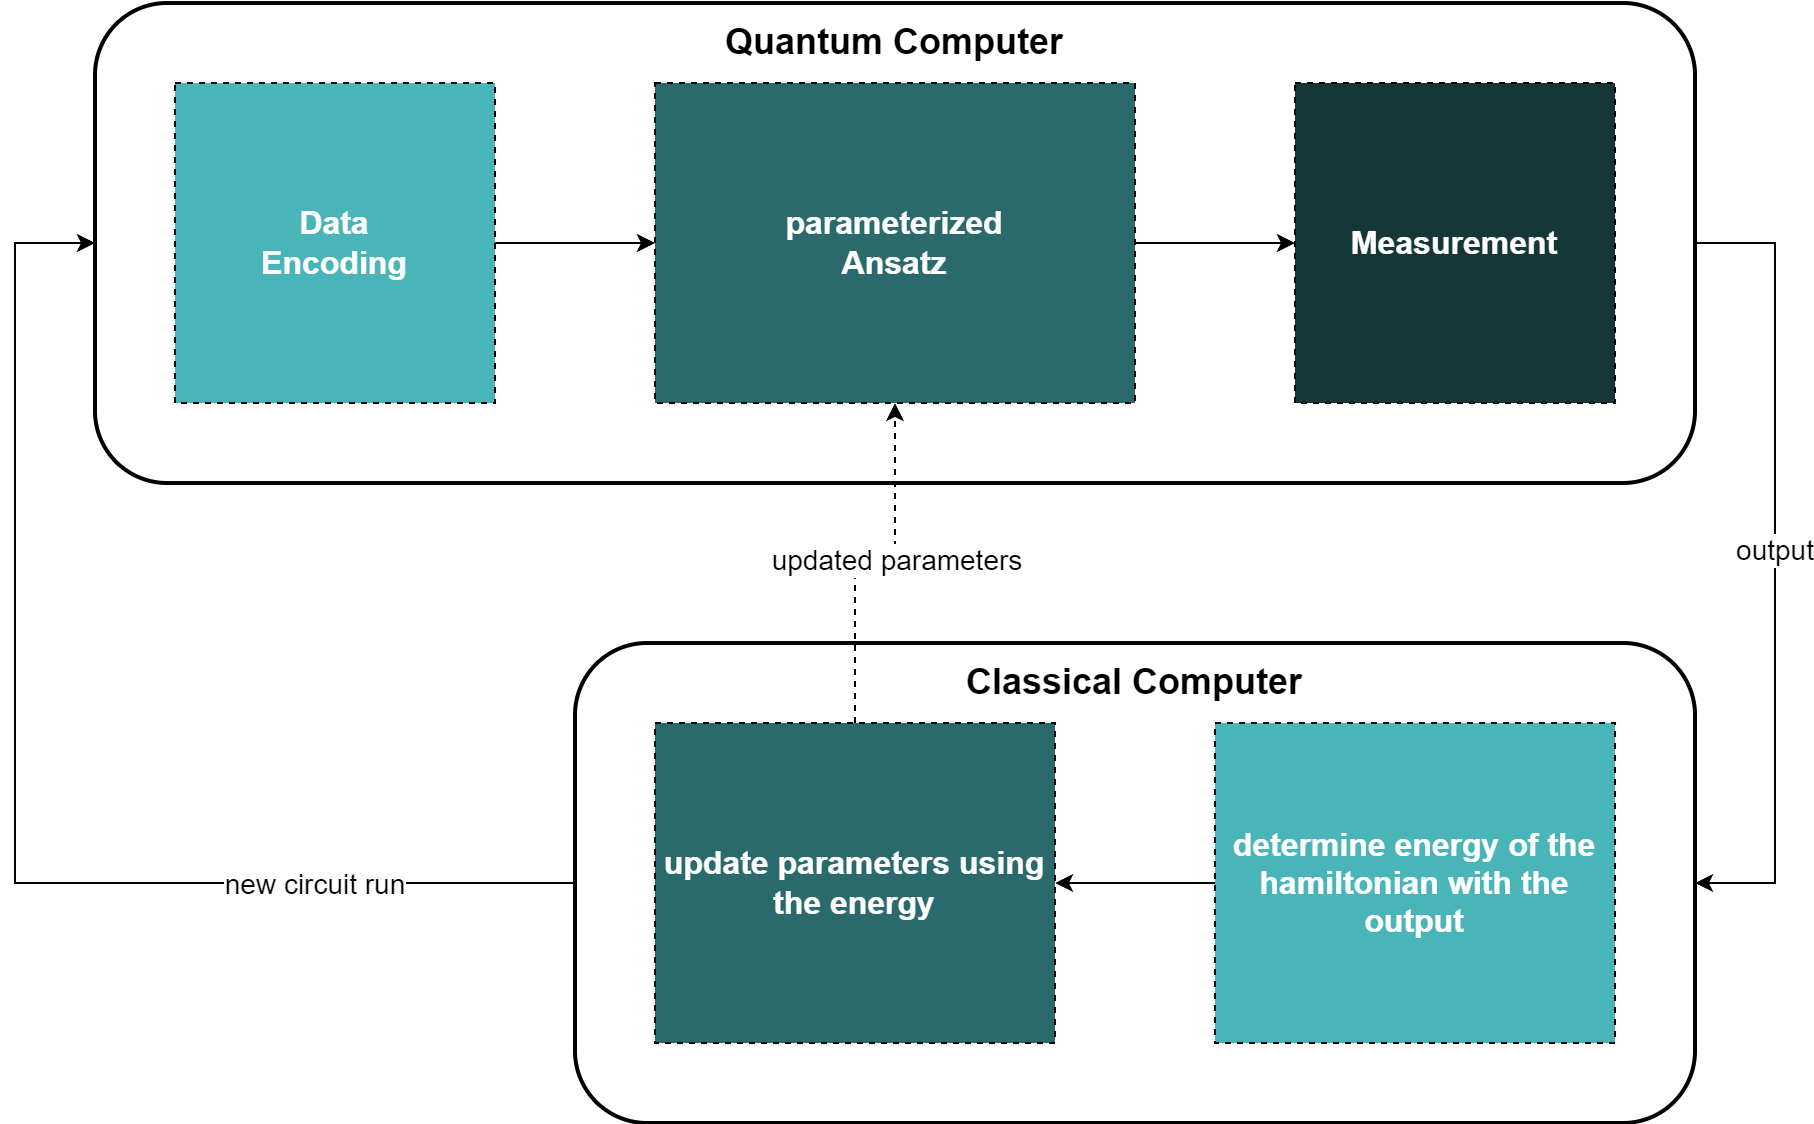 Quantum Computer
Data
Encoding
parameterized
Ansatz
Measurement
updated parameters
output
Classical Computer
update parameters using
the energy
determine energy of the
hamiltonian with the
output
new circuit run